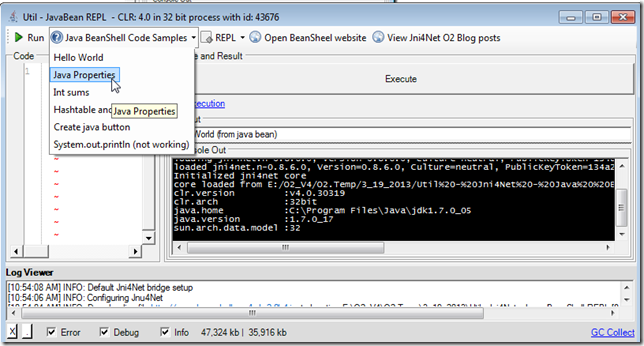 Util - JavaBean REPL - CLR: 4.0 in 32 bit process with id: 43676
Run Java BeanShell Code Samples REPL Open BeanSheel website View Jni4Net O2 Blog posts
Code
e and Result
1
Hello World
Java Properties
Int sums
Hashtable and
Java Properties
Create java button
System.out.println (not working)
Execute
ecution
ut
World (from java bean)
sole Out
loaded jni4net.n-0.8.6.0, Version=0.8.6.0, Culture=neutral, PublicKeyToken=134a2
Initialized jni4net core
core loaded from E:/O2_V4/O2.Temp/3_19_2013/Util%20-%20Jni4Net%20-%20Java%20%20B
clr.version :v4.0.30319
clr.arch :32bit
java.home :C:\Program Files\Java\jdk1.7.0_05
java.version :1.7.0_17
sun.arch.data.model :32
Log Viewer
[10:54:08 AM] INFO: Default Jni4Net bridge setup
[10:54:06 AM] INFO: Configuring Jnu4Net
X . Error Debug Info 47,324 kb | 35,916 kb GC Collect